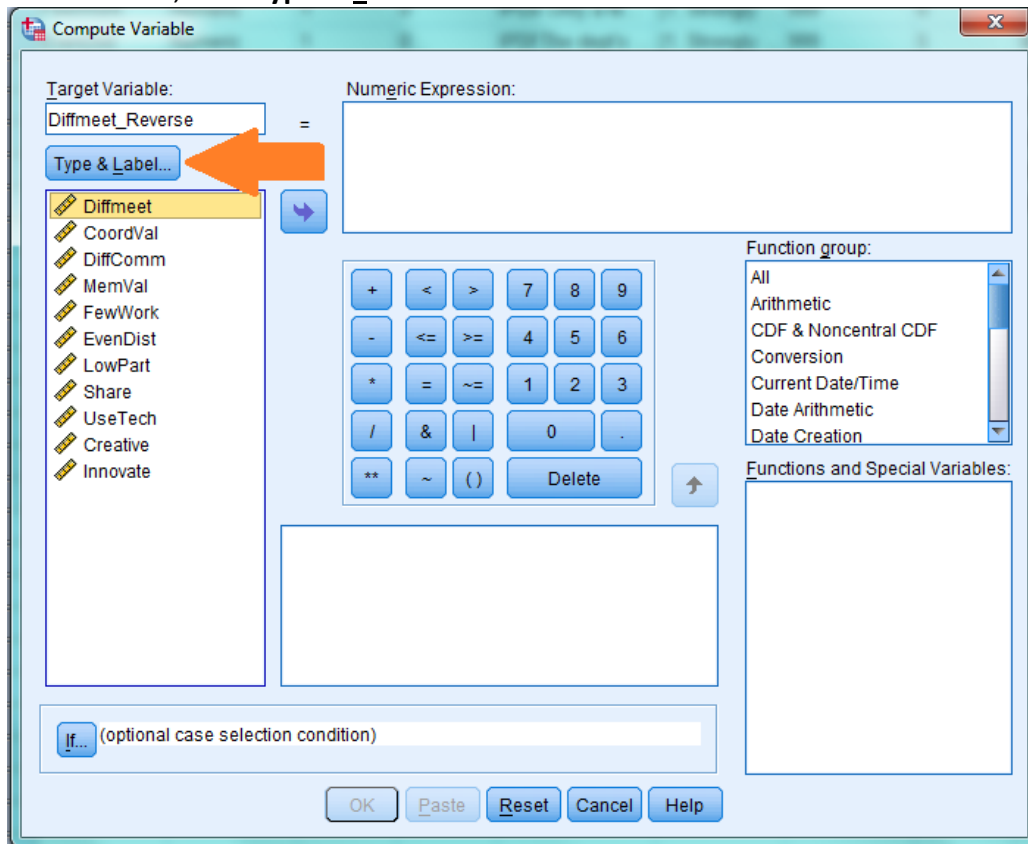 Compute Variable
Target Variable:
Numeric Expression:
Diffmeet_Reverse
=
Type & Label...
Diffmeet
CoordVal
DiffComm
MemVal
FewWork
EvenDist
LowPart
Share
UseTech
Creative
Innovate
+ < > 7 8 9
- <= >= 4 5 6
* = ~= 1 2 3
/ & | 0 .
** ~ ( ) Delete
Function group:
All
Arithmetic
CDF & Noncentral CDF
Conversion
Current Date/Time
Date Arithmetic
Date Creation
Functions and Special Variables:
If... (optional case selection condition)
OK Paste Reset Cancel Help